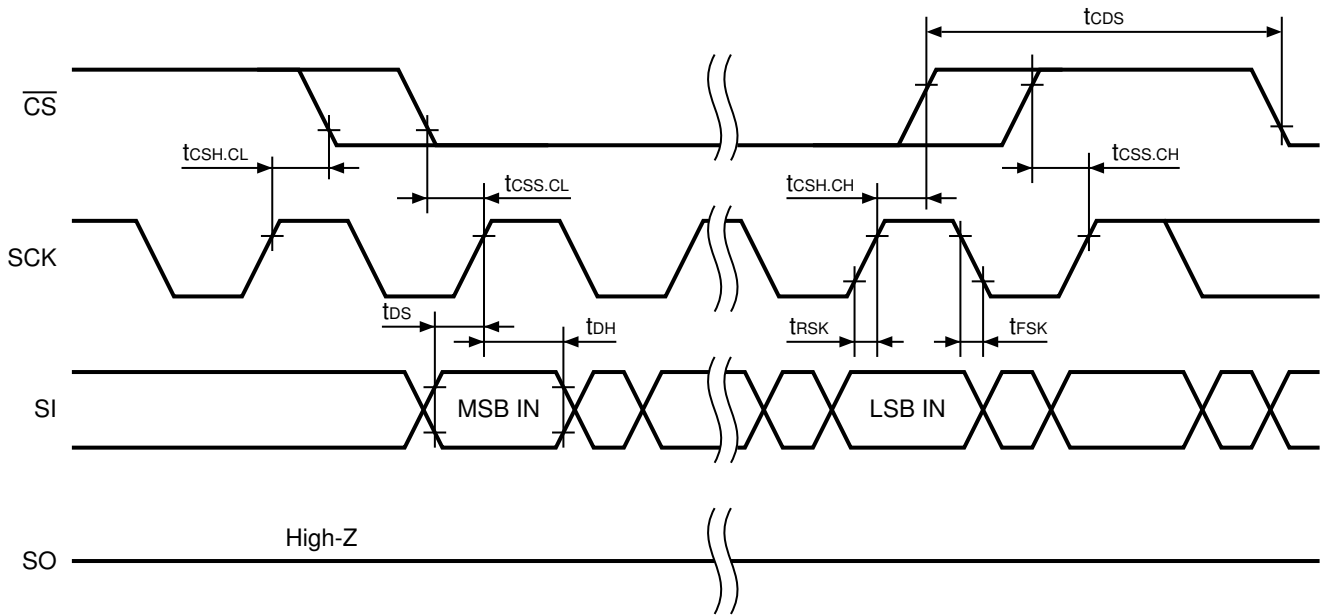 tCDS
CS
tCSH.CL
tCSS.CL
tCSH.CH
tCSS.CH
SCK
tDS
tDH
tRSK
tFSK
SI
MSB IN
LSB IN
High-Z
SO